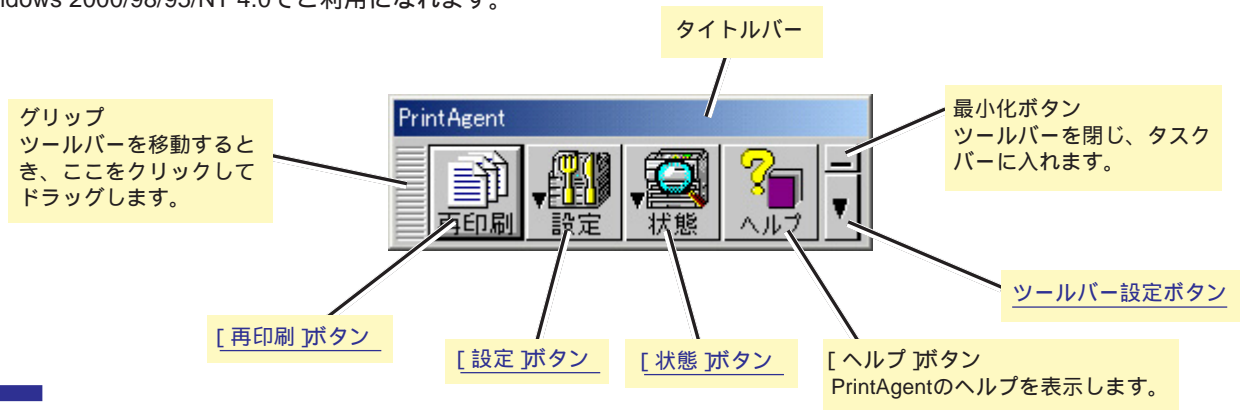 ndows 2000/98/95/NT 4.0でご利用になれます。
タイトルバー
グリップ
ツールバーを移動すると
き、ここをクリックして
ドラッグします。
PrintAgent
最小化ボタン
ツールバーを閉じ、タスク
バーに入れます。
再印刷
設定
状態
ヘルプ
ツールバー設定ボタン
[ 再印刷 ]ボタン
[ 設定 ]ボタン
[ 状態 ]ボタン
[ ヘルプ ]ボタン
PrintAgentのヘルプを表示します。